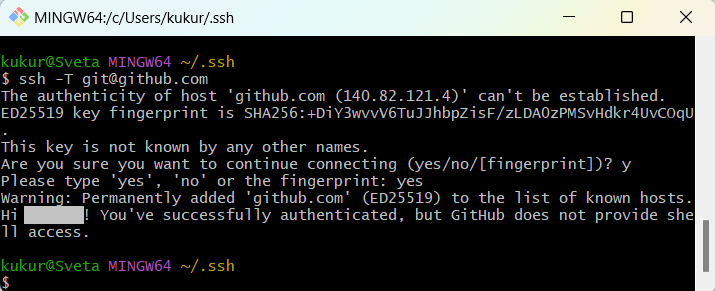 MINGW64:/c/Users/kukur/.ssh
kukur@Sveta MINGW64 ~/.ssh
$ ssh -T git@github.com
The authenticity of host 'github.com (140.82.121.4)' can't be established.
ED25519 key fingerprint is SHA256:+DiY3wvvV6TuJJhbpZisF/zLDA0zPMSvHdkr4UvCOqU
.
This key is not known by any other names.
Are you sure you want to continue connecting (yes/no/[fingerprint])? y
Please type 'yes', 'no' or the fingerprint: yes
Warning: Permanently added 'github.com' (ED25519) to the list of known hosts.
Hi ! You've successfully authenticated, but GitHub does not provide she
ll access.
kukur@Sveta MINGW64 ~/.ssh
$